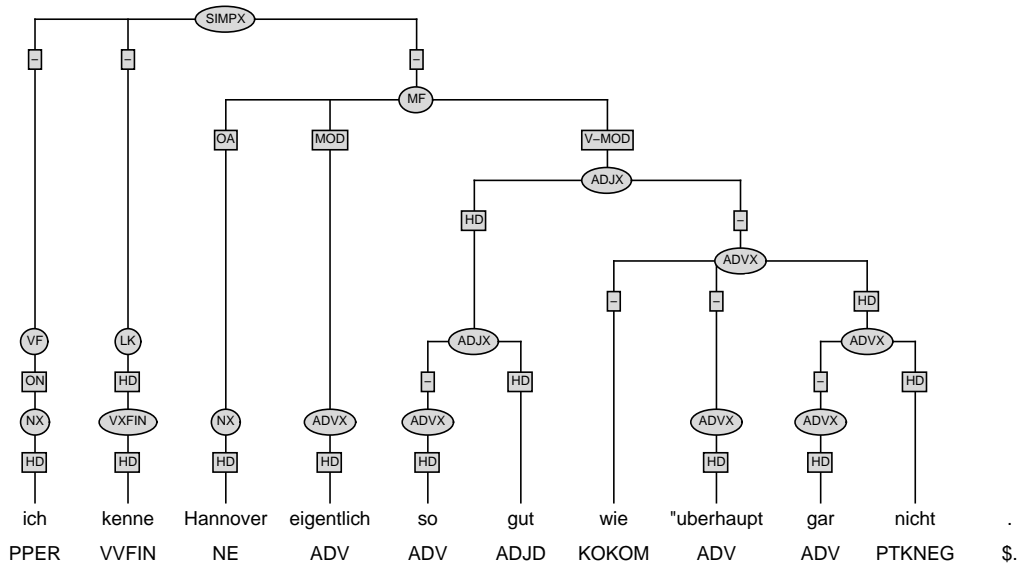 SIMPX
– – –
MF
OA MOD V–MOD
ADJX
HD –
ADVX
– – HD
VF LK ADJX ADVX
ON HD – HD – HD
NX VXFIN NX ADVX ADVX ADVX ADVX
HD HD HD HD HD HD HD
ich kenne Hannover eigentlich so gut wie "uberhaupt gar nicht .
PPER VVFIN NE ADV ADV ADJD KOKOM ADV ADV PTKNEG $.